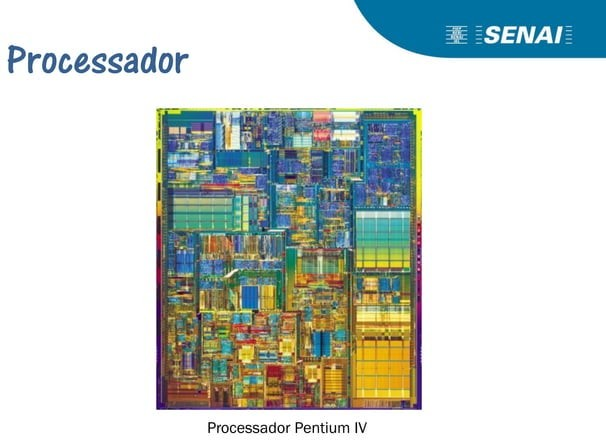 SENAI
Processador
Processador Pentium IV